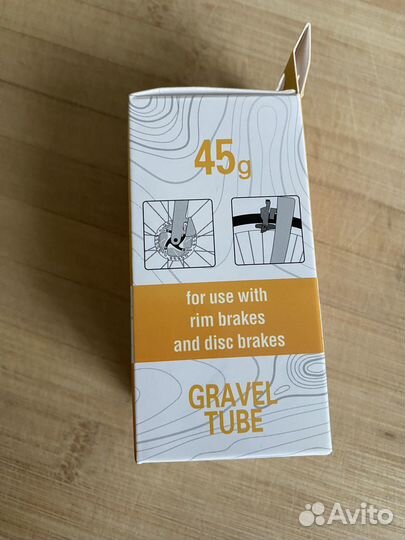 45g
for use with
rim brakes
and disc brakes
GRAVEL
TUBE
Avito